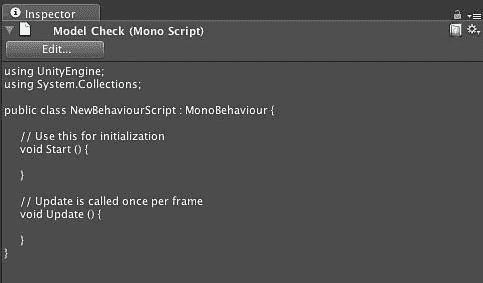 Inspector
Model Check (Mono Script)
Edit...
using UnityEngine;
using System.Collections;
public class NewBehaviourScript : MonoBehaviour {
// Use this for initialization
void Start () {
}
// Update is called once per frame
void Update () {
}
}